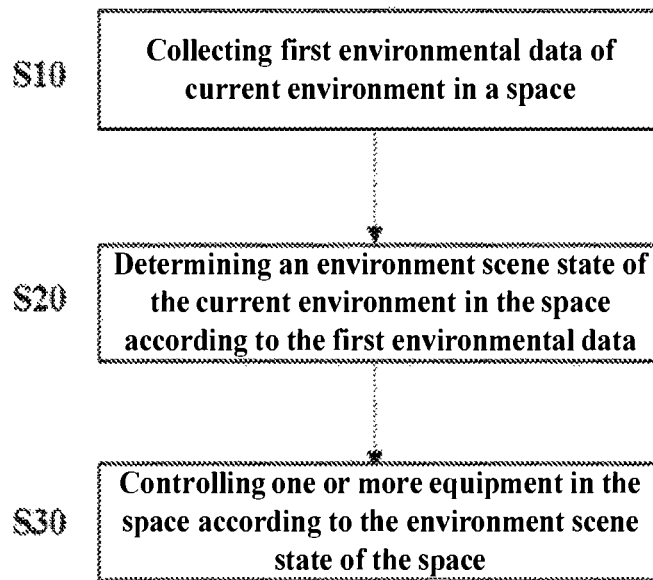 S10
Collecting first environmental data of
current environment in a space
S20
Determining an environment scene state of
the current environment in the space
according to the first environmental data
S30
Controlling one or more equipment in the
space according to the environment scene
state of the space